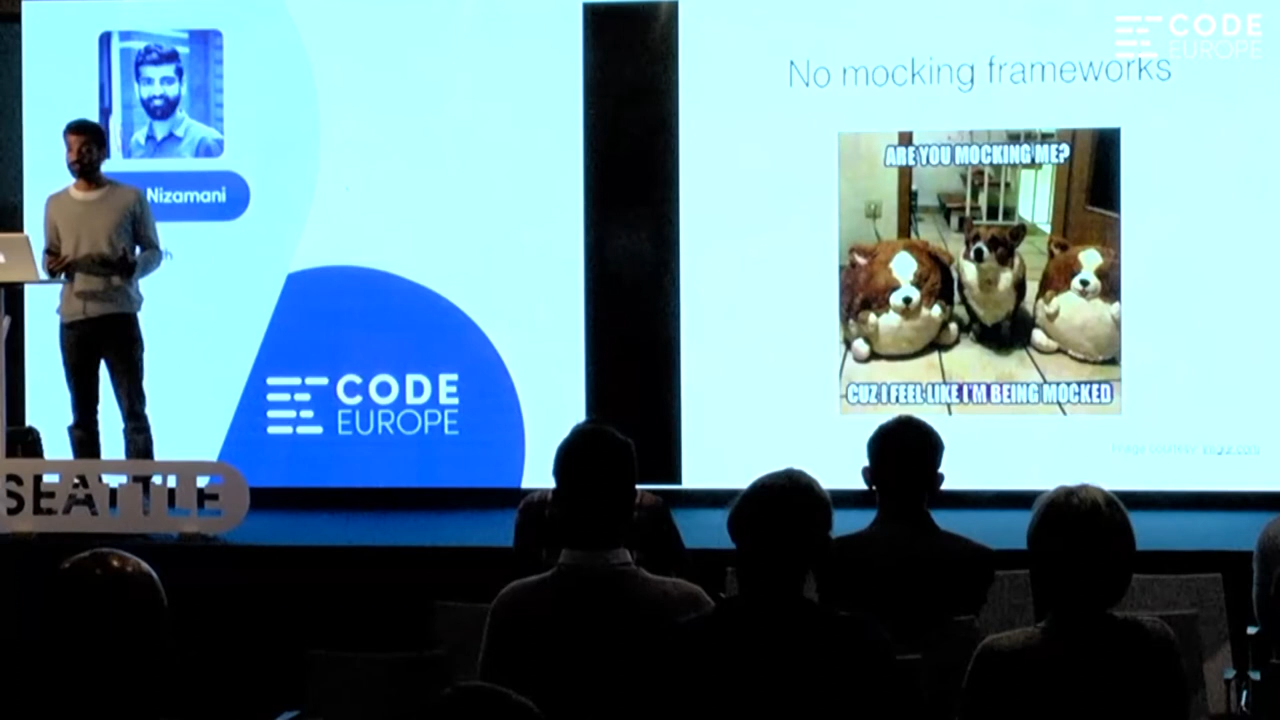 Nizamani
CODE
EUROPE
SEATTLE
No mocking frameworks
ARE YOU MOCKING ME?
CUZ I FEEL LIKE I'M BEING MOCKED
CODE
EUROPE